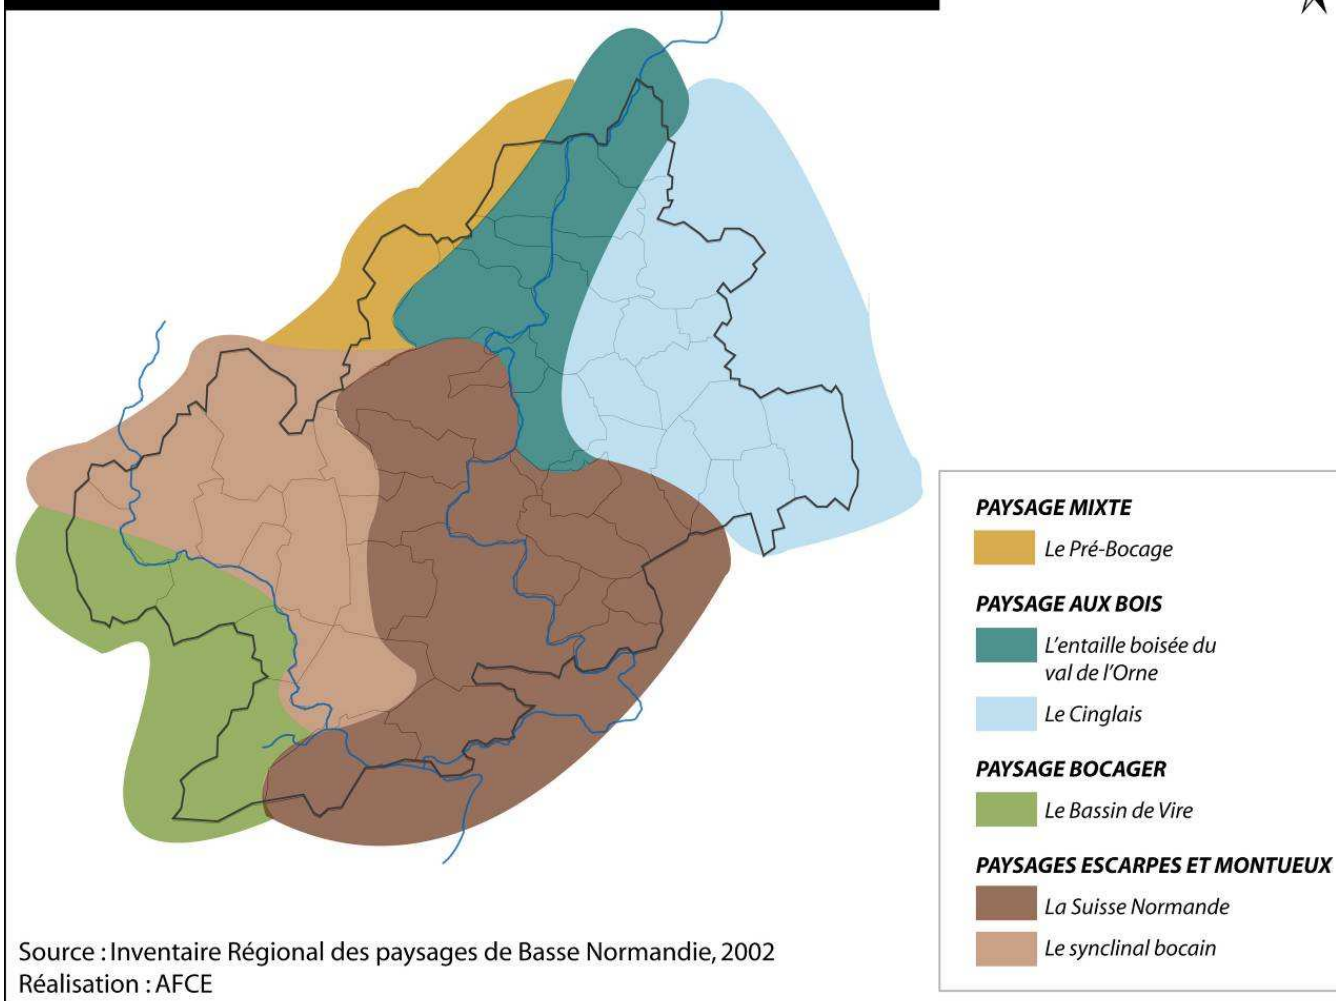 PAYSAGE MIXTE
Le Pré-Bocage
PAYSAGE AUX BOIS
L'entaille boisée du
val de l'Orne
Le Cinglais
PAYSAGE BOCAGER
Le Bassin de Vire
PAYSAGES ESCARPES ET MONTUEUX
La Suisse Normande
Le synclinal bocain
Source : Inventaire Régional des paysages de Basse Normandie, 2002
Réalisation : AFCE